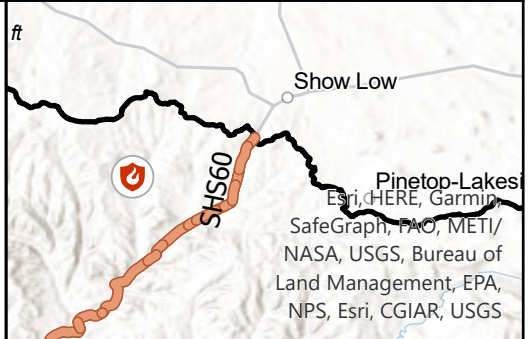 ft
Show Low
SHS60
Pinetop-Lakesi
Esri, HERE, Garmin,
SafeGraph, FAO, METI/
NASA, USGS, Bureau of
Land Management, EPA,
NPS, Esri, CGIAR, USGS